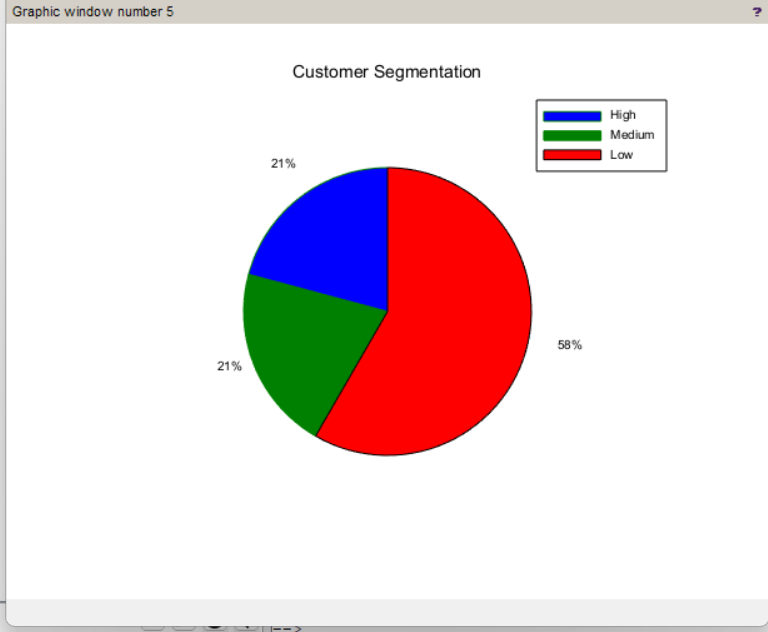 Graphic window number 5 ?
Customer Segmentation
High
Medium
Low
21%
58%
21%
-->